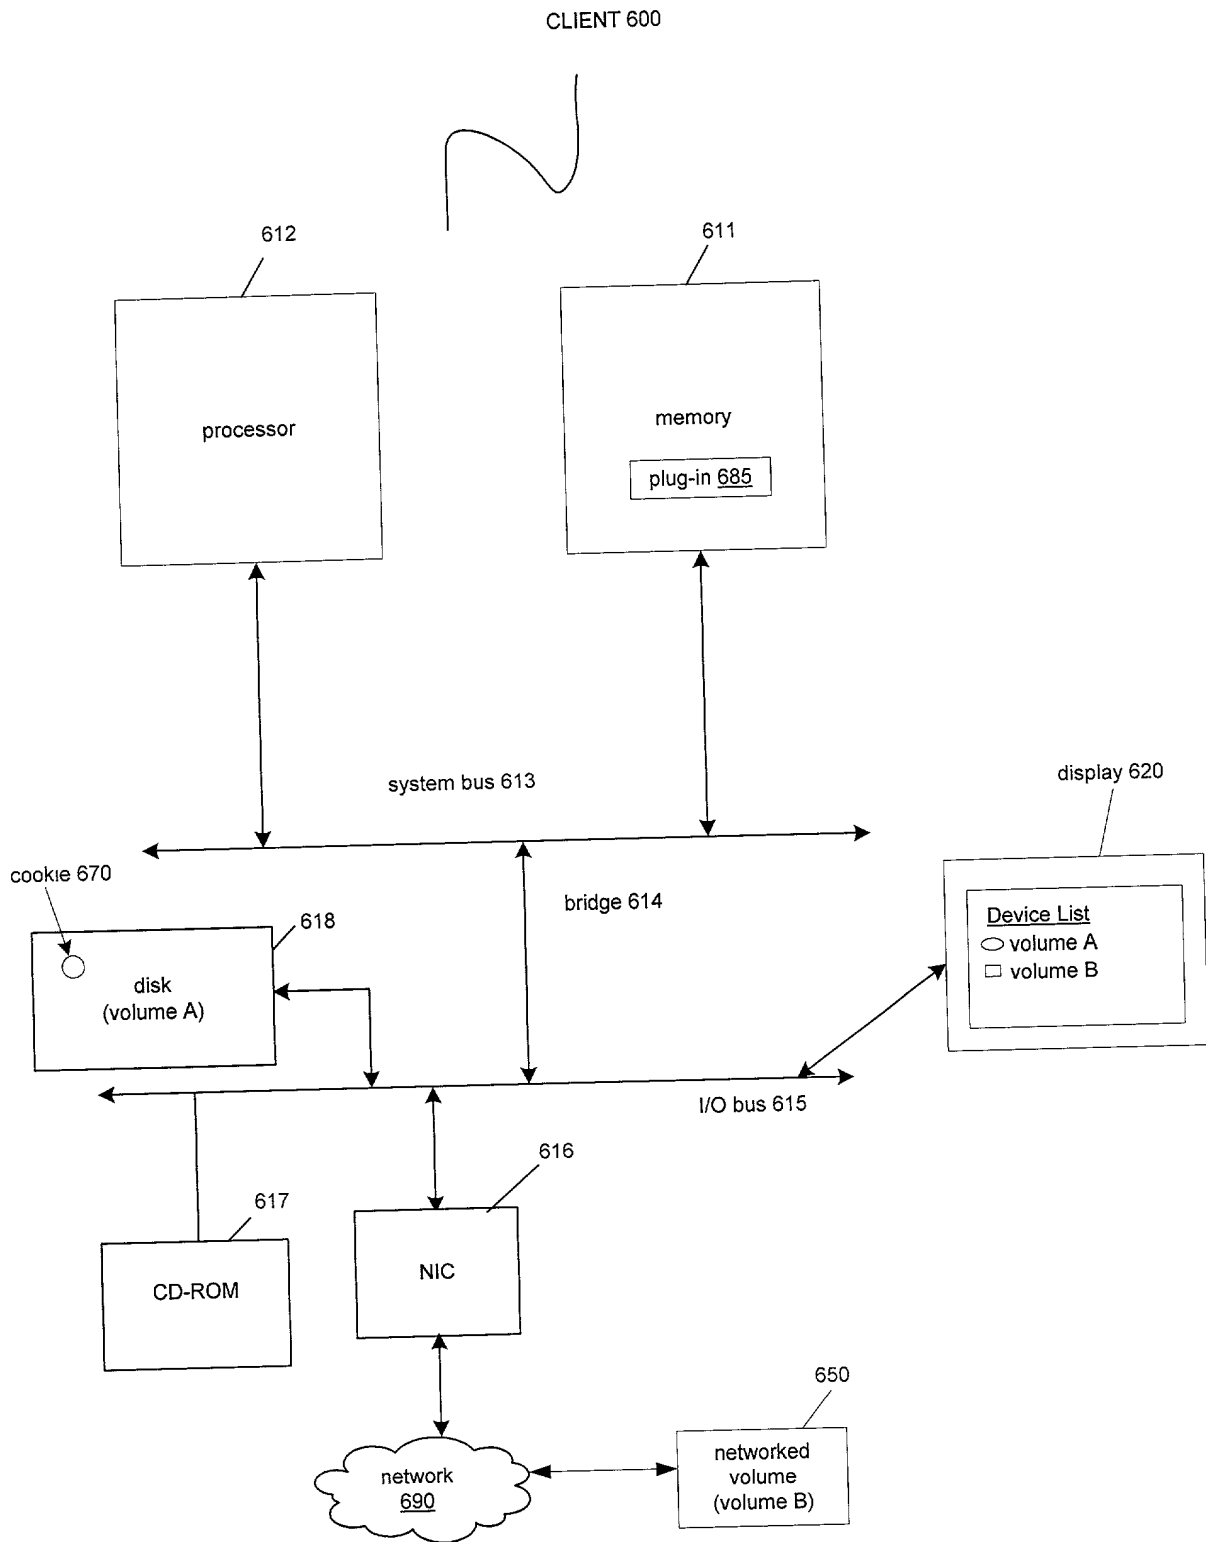 CLIENT 600
612
611
processor
memory
plug-in 685
system bus 613
display 620
cookie 670
618
bridge 614
Device List
volume A
volume B
disk
(volume A)
I/O bus 615
616
617
NIC
CD-ROM
650
network
690
networked
volume
(volume B)